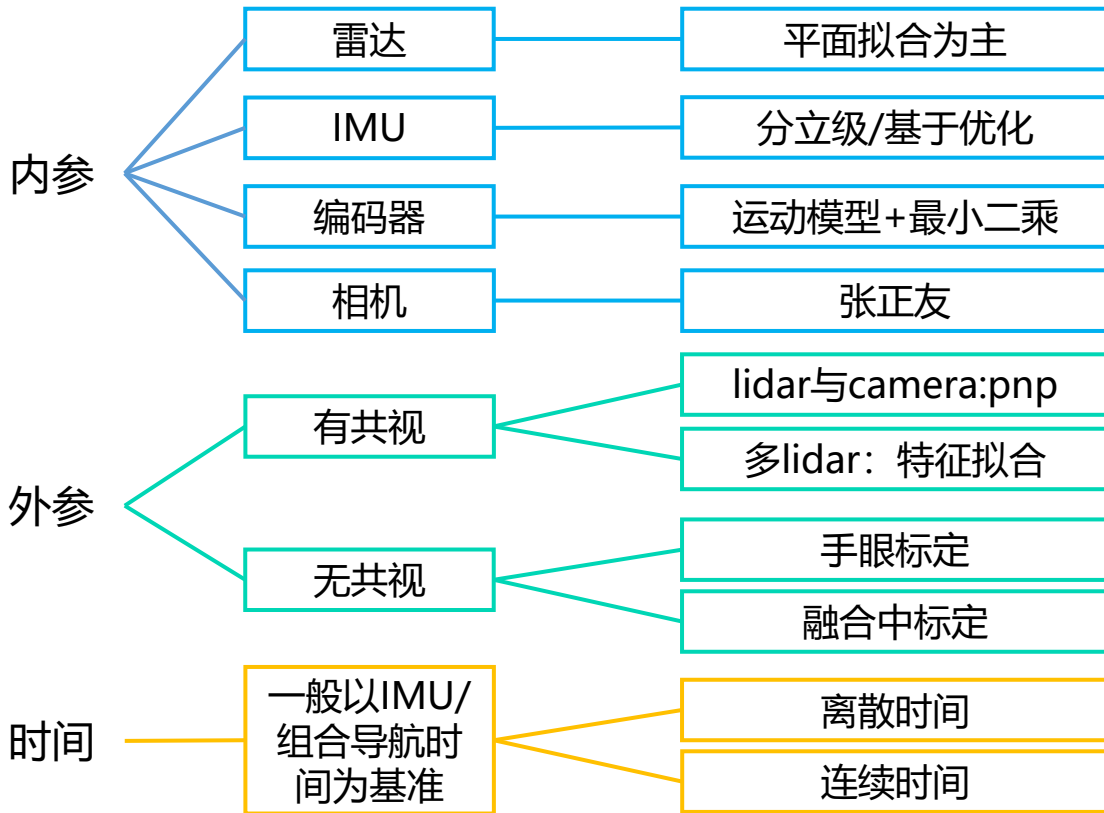 内参
雷达
平面拟合为主
IMU
分立级/基于优化
编码器
运动模型+最小二乘
相机
张正友
外参
有共视
lidar与camera:pnp
多lidar：特征拟合
无共视
手眼标定
融合中标定
时间
一般以IMU/
组合导航时
间为基准
离散时间
连续时间